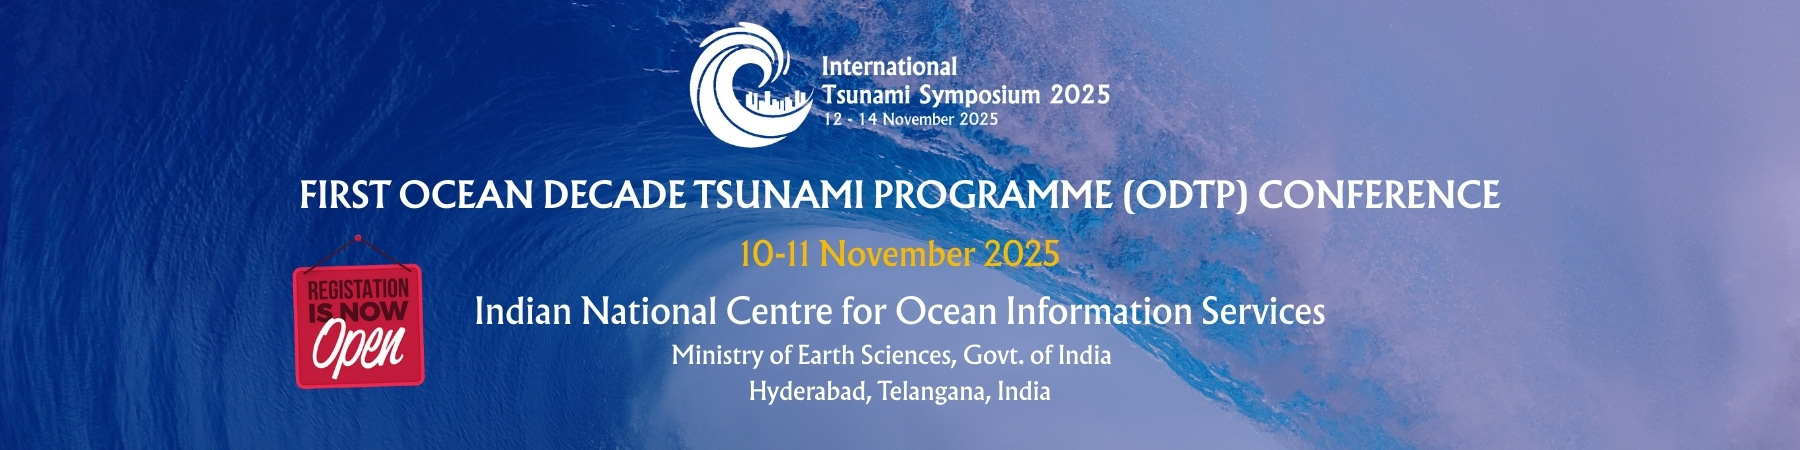 International
Tsunami Symposium 2025
12 - 14 November 2025
FIRST OCEAN DECADE TSUNAMI PROGRAMME (ODTP) CONFERENCE
10-11 November 2025
REGISTATION
IS NOW
Open
Indian National Centre for Ocean Information Services
Ministry of Earth Sciences, Govt. of India
Hyderabad, Telangana, India